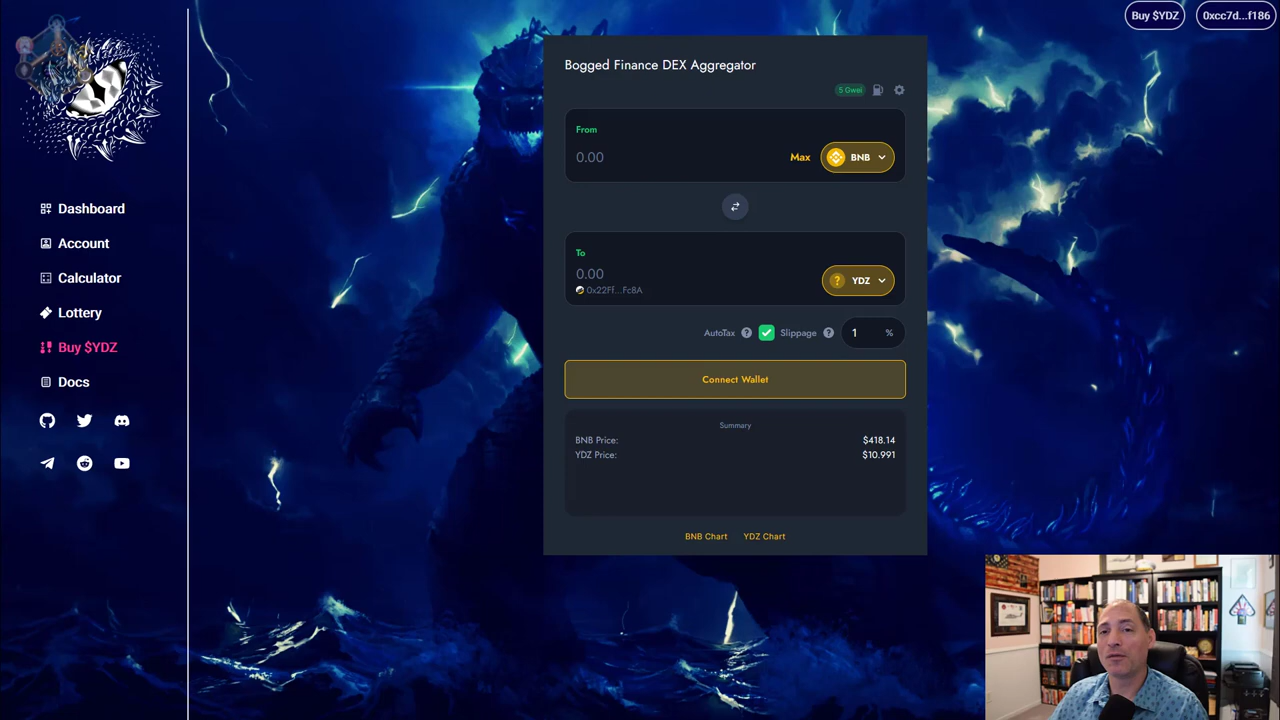 Buy $YDZ
0xcc7d...f186
Dashboard
Account
Calculator
Lottery
Buy $YDZ
Docs
Bogged Finance DEX Aggregator
5 Gwei
From
0.00
Max
BNB
To
0.00
0x22Ff...Fc8A
YDZ
AutoTax
Slippage
1 %
Connect Wallet
Summary
BNB Price: $418.14
YDZ Price: $10.991
BNB Chart YDZ Chart